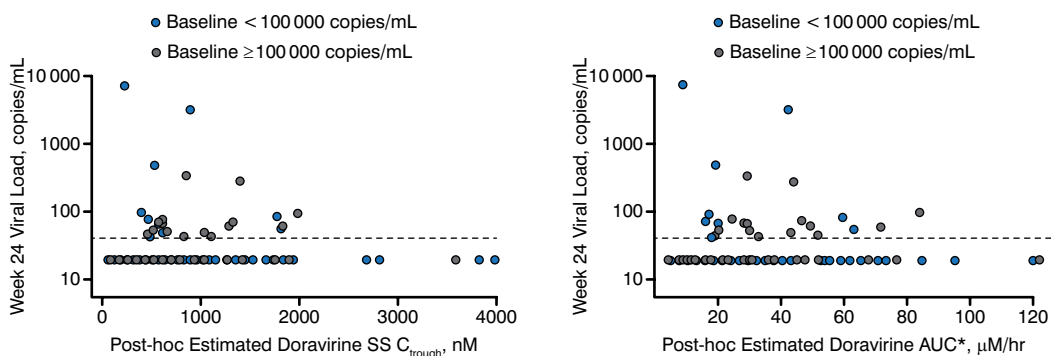 Baseline < 100 000 copies/mL
Baseline ≥ 100 000 copies/mL
Week 24 Viral Load, copies/mL
10 000
1000
100
10
0
1000
2000
3000
4000
Post-hoc Estimated Doravirine SS C_trough, nM
Baseline < 100 000 copies/mL
Baseline ≥ 100 000 copies/mL
Week 24 Viral Load, copies/mL
10 000
1000
100
10
20
40
60
80
100
120
Post-hoc Estimated Doravirine AUC*, μM/hr